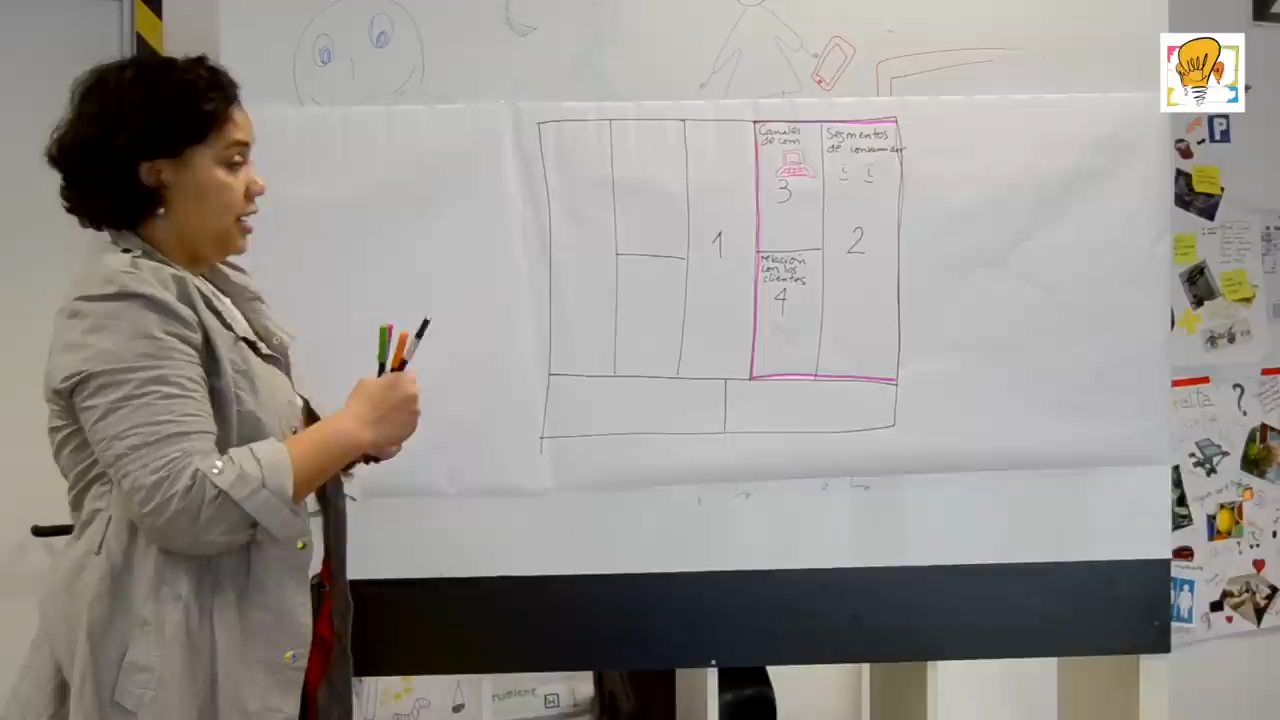 Canales
de com
3
Segmentos
de consumidor
1
2
relación
con los
clientes
4
P
?